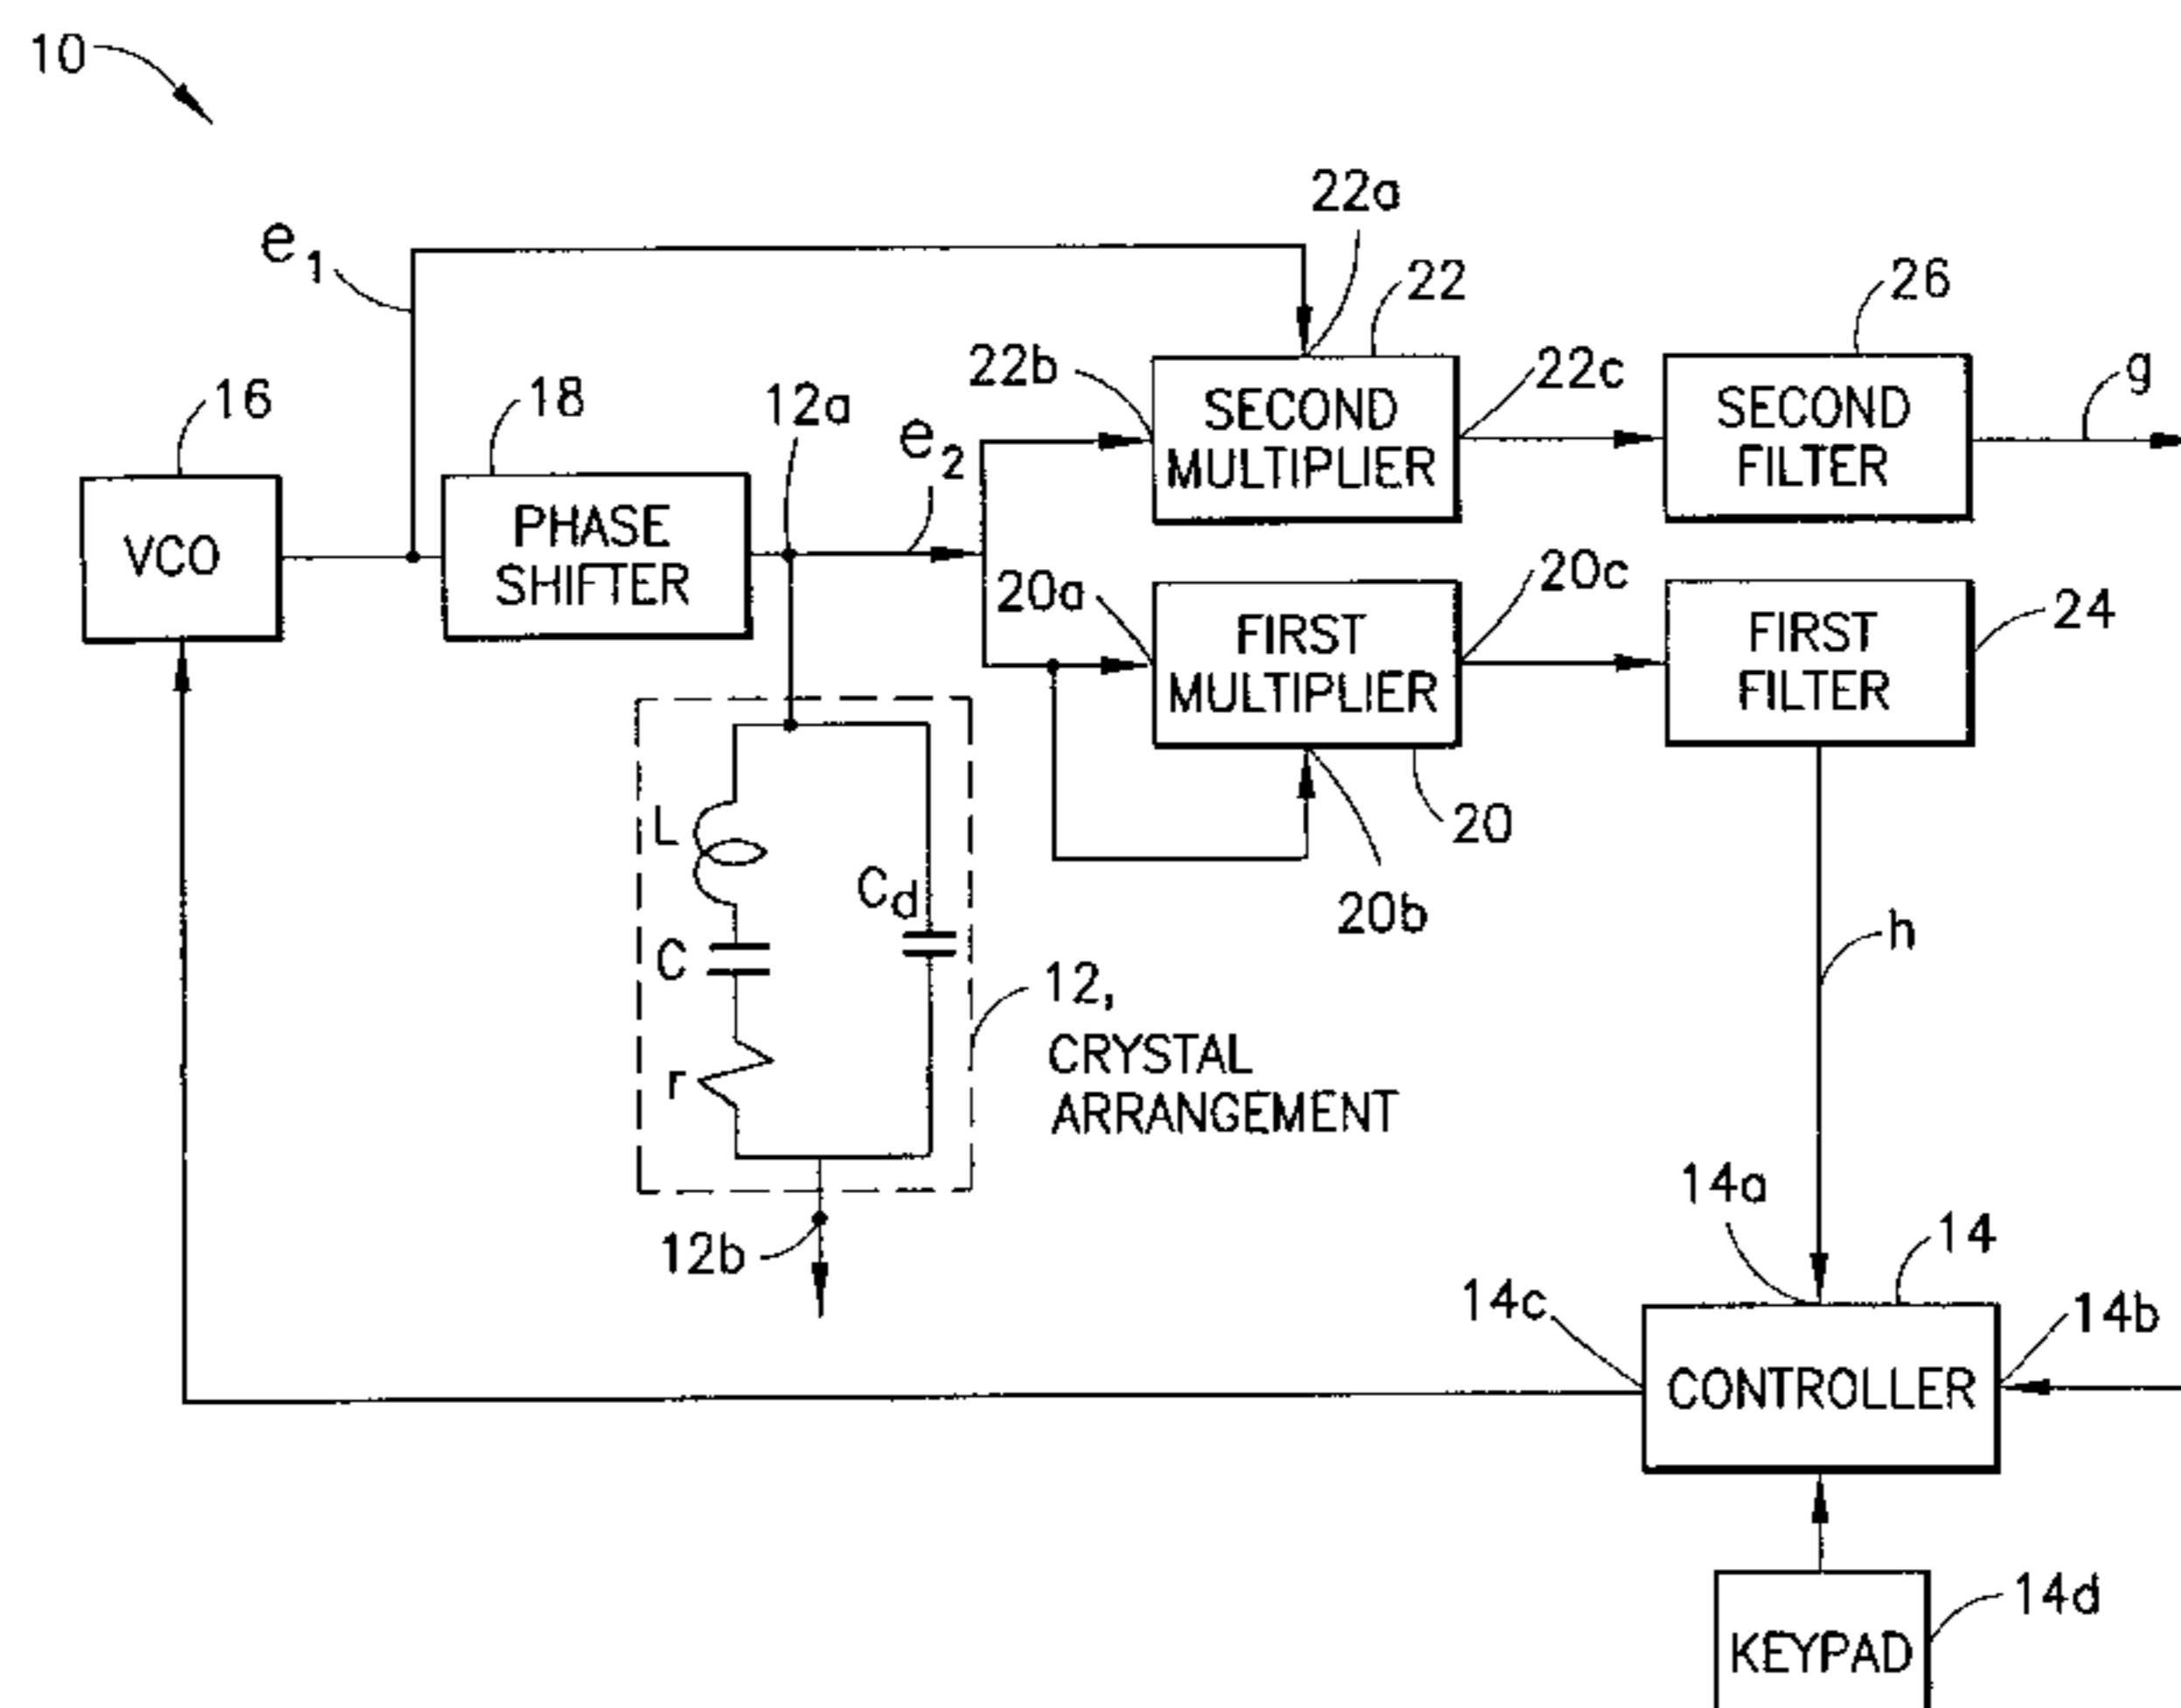 10
e1
22a
22
26
22b
22c
g
16
18
12a
e2
SECOND
MULTIPLIER
SECOND
FILTER
VCO
PHASE
SHIFTER
20a
20c
24
FIRST
MULTIPLIER
FIRST
FILTER
20
20b
L
Cd
C
r
12,
CRYSTAL
ARRANGEMENT
h
12b
14a
14
14c
14b
CONTROLLER
14d
KEYPAD